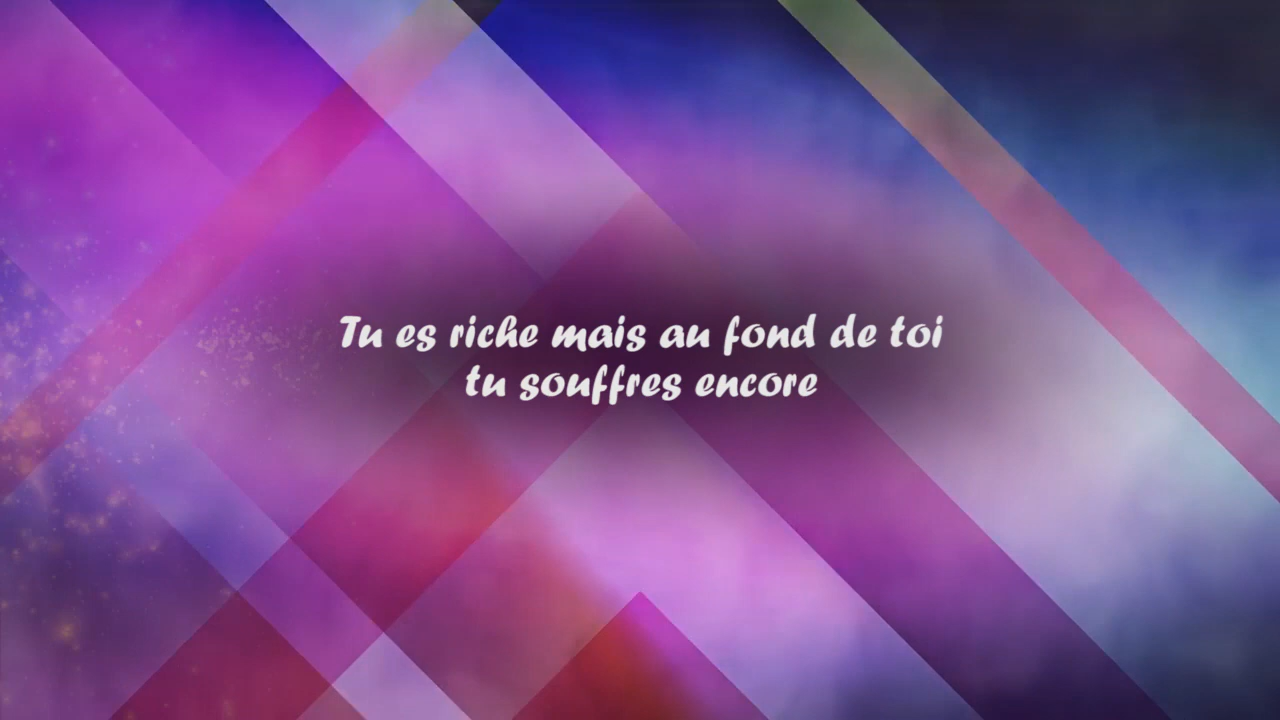 Tu es riche mais au fond de toi
tu souffres encore